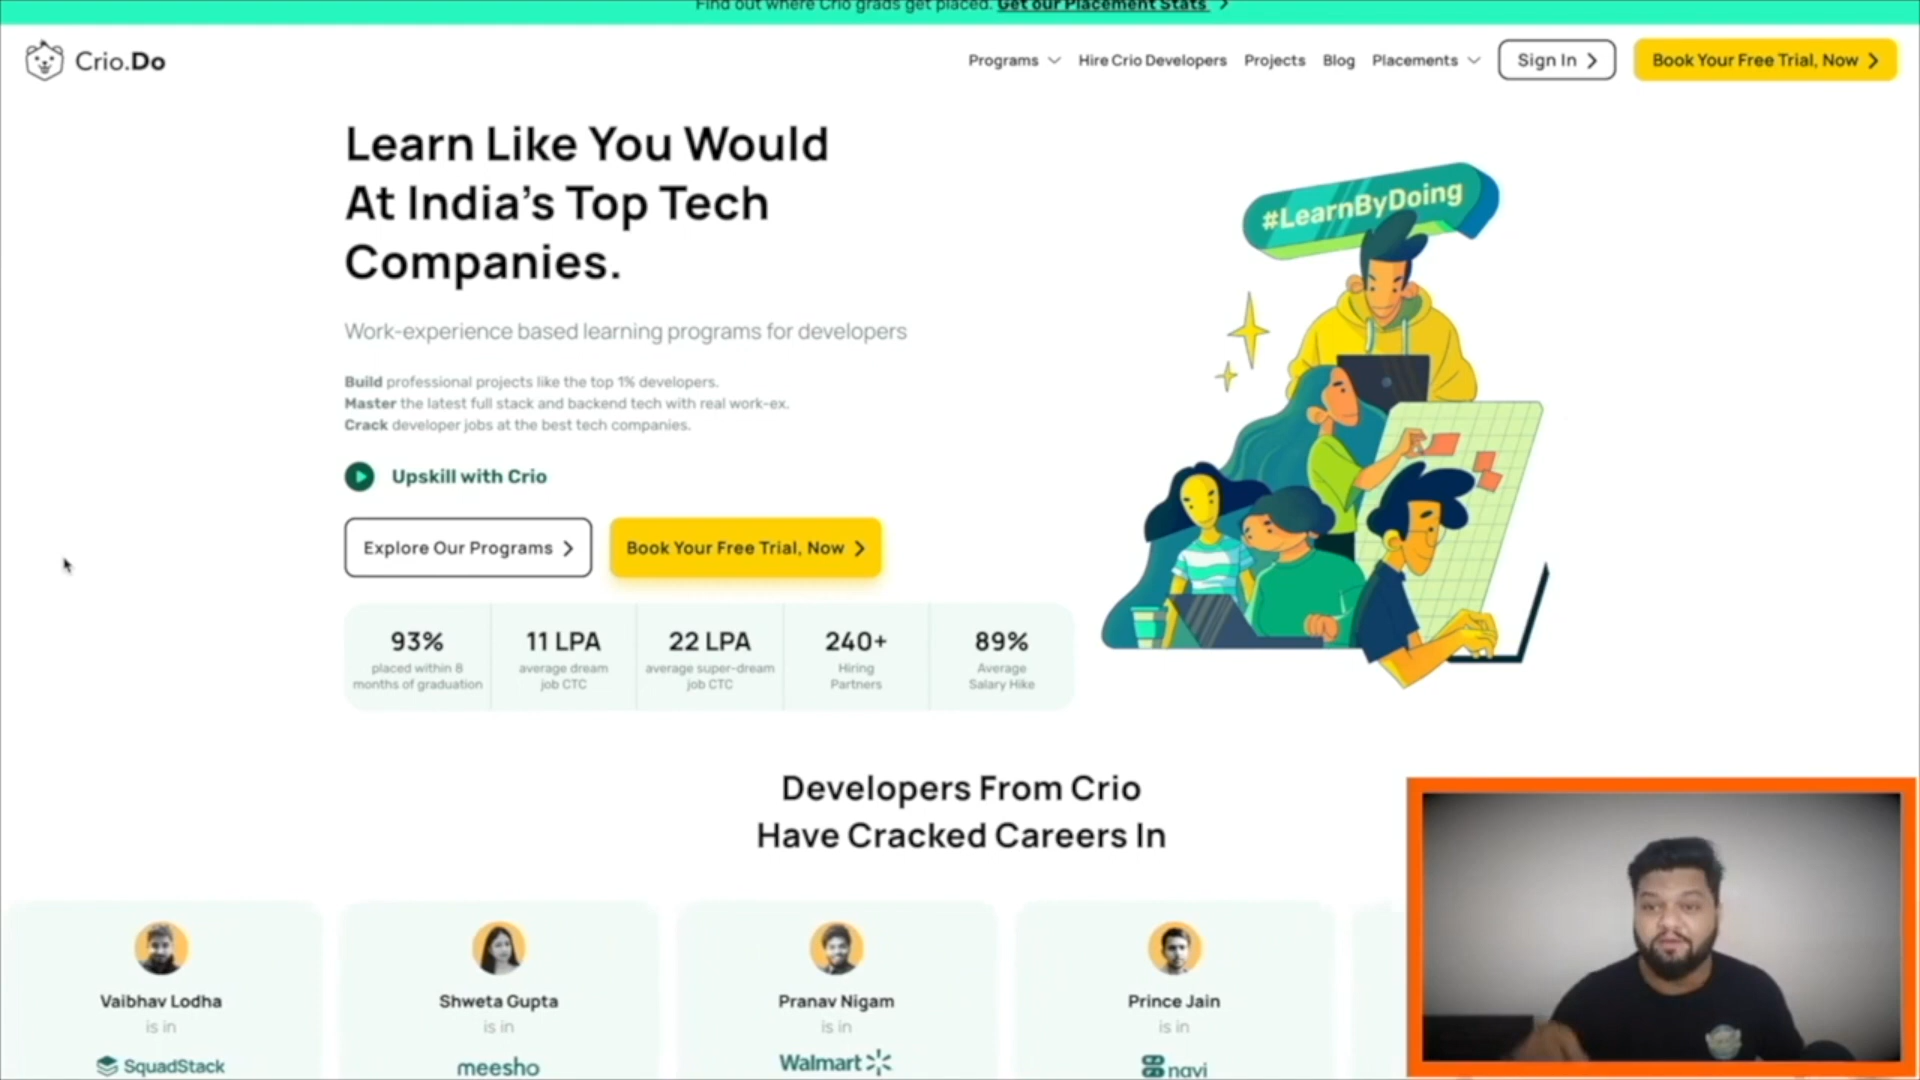 Find out where Crio grads get placed. Get our Placement Stats
Crio.Do
Programs
Hire Crio Developers
Projects
Blog
Placements
Sign In
Book Your Free Trial, Now
Learn Like You Would
At India's Top Tech
Companies.
#LearnByDoing
Work-experience based learning programs for developers
Build professional projects like the top 1% developers.
Master the latest full stack and backend tech with real work-ex.
Crack developer jobs at the best tech companies.
Upskill with Crio
Explore Our Programs
Book Your Free Trial, Now
93%
placed within 8
months of graduation
11 LPA
average dream
job CTC
22 LPA
average super-dream
job CTC
240+
Hiring
Partners
89%
Average
Salary Hike
Developers From Crio
Have Cracked Careers In
Vaibhav Lodha
is in
SquadStack
Shweta Gupta
is in
meesho
Pranav Nigam
is in
Walmart
Prince Jain
is in
navi